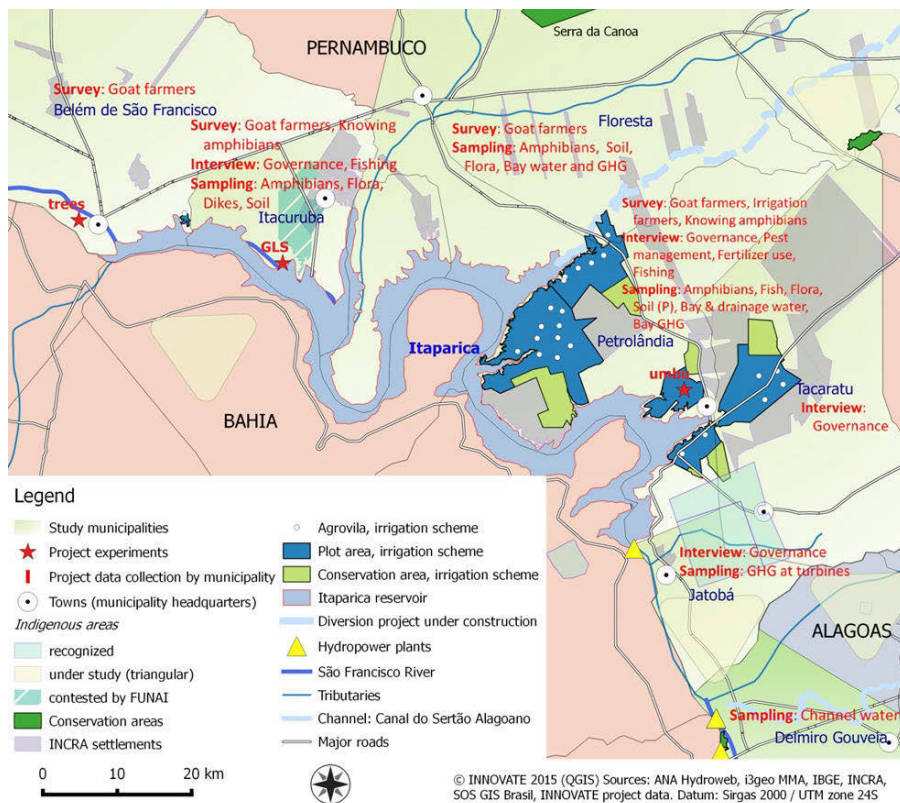 PERNAMBUCO
Serra da Canoa
Survey: Goat farmers
Belém de São Francisco
Survey: Goat farmers, Knowing
amphibians
Interview: Governance, Fishing
Sampling: Amphibians, Flora,
Dikes, Soil
Itacuruba
Survey: Goat farmers
Sampling: Amphibians, Soil,
Flora, Bay water and GHG
Floresta
trees
GLS
Survey: Goat farmers, Irrigation
farmers, Knowing amphibians
Interview: Governance, Pest
management, Fertilizer use,
Fishing
Sampling: Amphibians, Fish, Flora,
Soil (P), Bay & drainage water,
Bay GHG
Petrolândia
Itaparica
umbu
Tacaratu
Interview:
Governance
BAHIA
Interview: Governance
Sampling: GHG at turbines
Jatobá
ALAGOAS
Sampling: Channel water
Delmiro Gouveia
Legend
Study municipalities
Project experiments
Project data collection by municipality
Towns (municipality headquarters)
Indigenous areas
recognized
under study (triangular)
contested by FUNAI
Conservation areas
INCRA settlements
Agrovila, irrigation scheme
Plot area, irrigation scheme
Conservation area, irrigation scheme
Itaparica reservoir
Diversion project under construction
Hydropower plants
São Francisco River
Tributaries
Channel: Canal do Sertão Alagoano
Major roads
0 10 20 km
© INNOVATE 2015 (QGIS) Sources: ANA Hydroweb, i3geo MMA, IBGE, INCRA,
SOS GIS Brasil, INNOVATE project data. Datum: Sirgas 2000 / UTM zone 24S